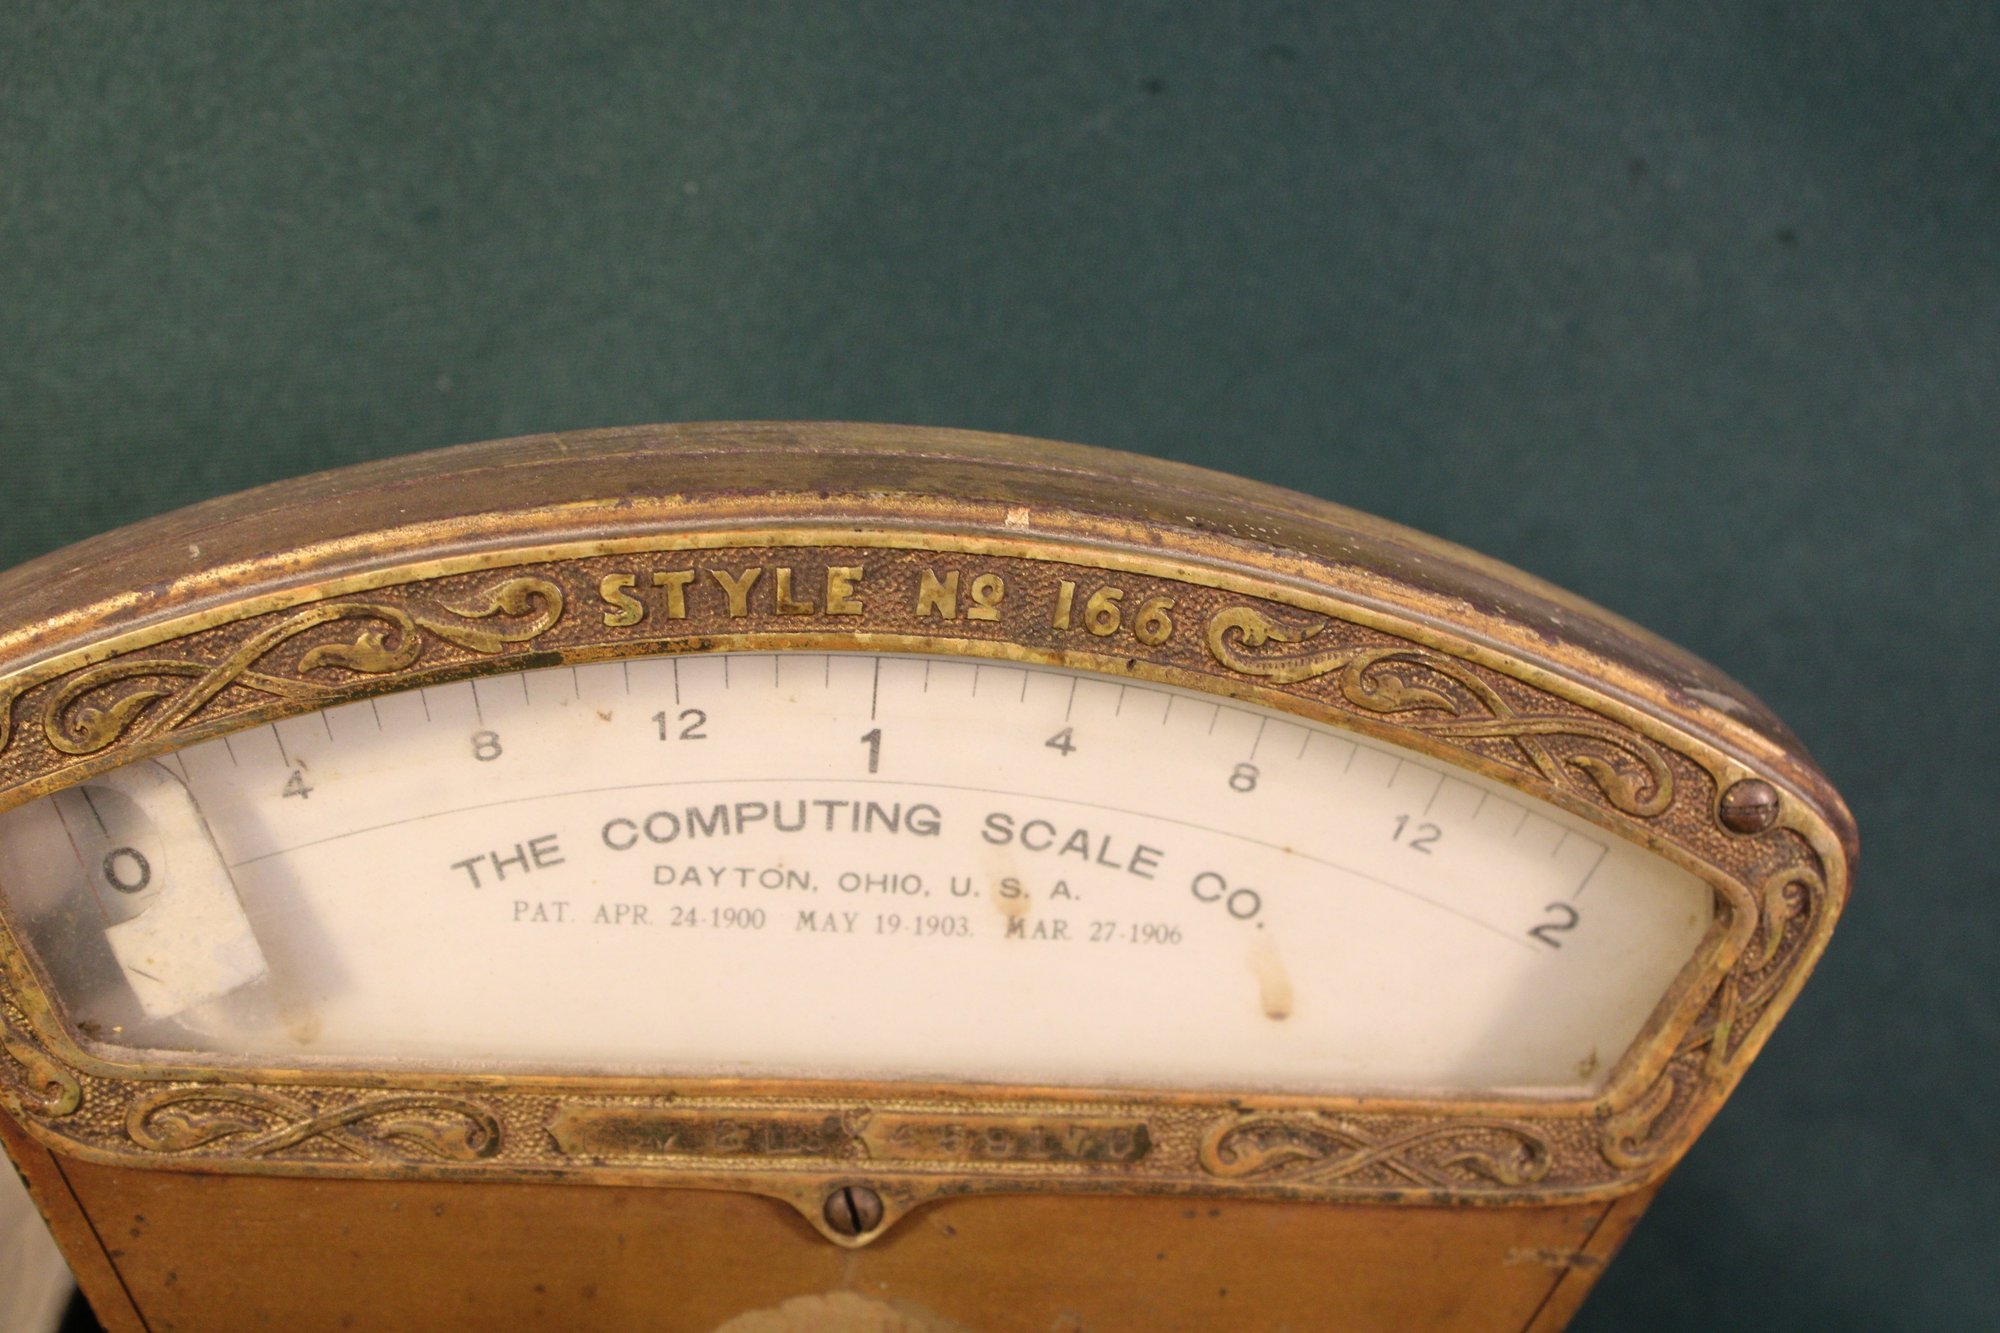 STYLE No 166
0 4 8 12 1 4 8 12 2
THE COMPUTING SCALE CO.
DAYTON, OHIO, U. S. A.
PAT. APR. 24-1900 MAY 19-1903. MAR. 27-1906